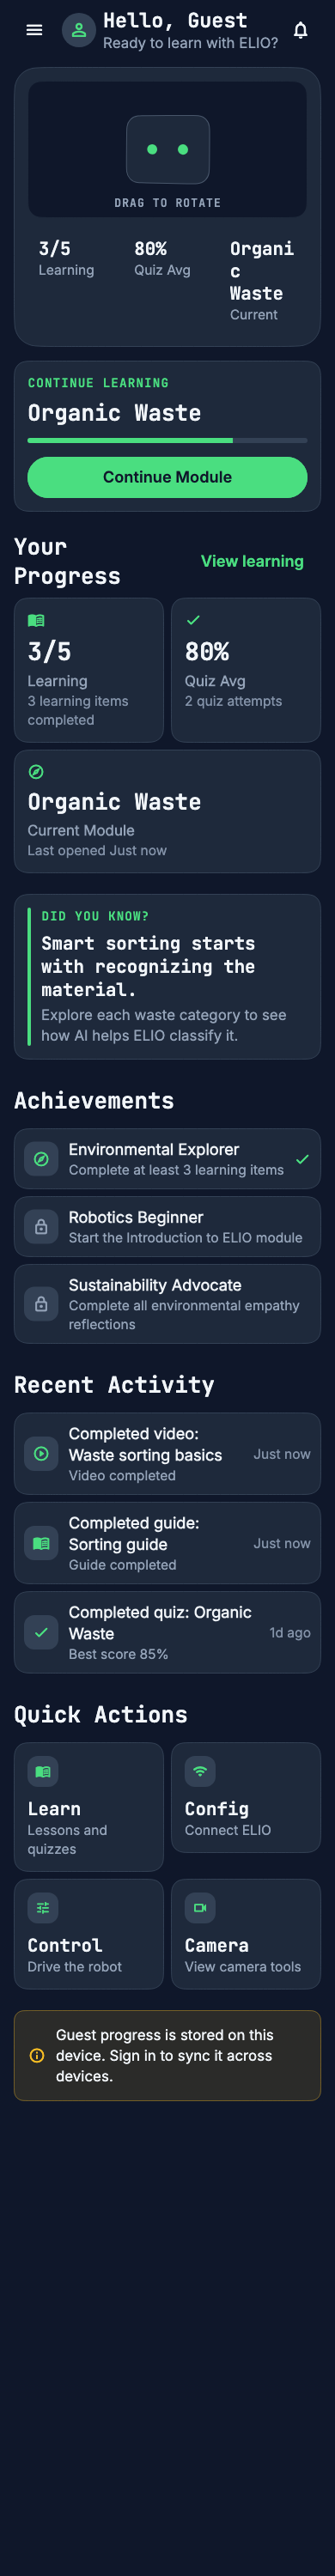 Hello, Guest
Ready to learn with ELIO?
DRAG TO ROTATE
3/5
Learning
80%
Quiz Avg
Organi
c
Waste
Current
CONTINUE LEARNING
Organic Waste
Continue Module
Your
Progress
View learning
3/5
Learning
3 learning items
completed
80%
Quiz Avg
2 quiz attempts
Organic Waste
Current Module
Last opened Just now
DID YOU KNOW?
Smart sorting starts
with recognizing the
material.
Explore each waste category to see
how AI helps ELIO classify it.
Achievements
Environmental Explorer
Complete at least 3 learning items
Robotics Beginner
Start the Introduction to ELIO module
Sustainability Advocate
Complete all environmental empathy
reflections
Recent Activity
Completed video:
Waste sorting basics
Video completed
Just now
Completed guide:
Sorting guide
Guide completed
Just now
Completed quiz: Organic
Waste
Best score 85%
1d ago
Quick Actions
Learn
Lessons and
quizzes
Config
Connect ELIO
Control
Drive the robot
Camera
View camera tools
Guest progress is stored on this
device. Sign in to sync it across
devices.